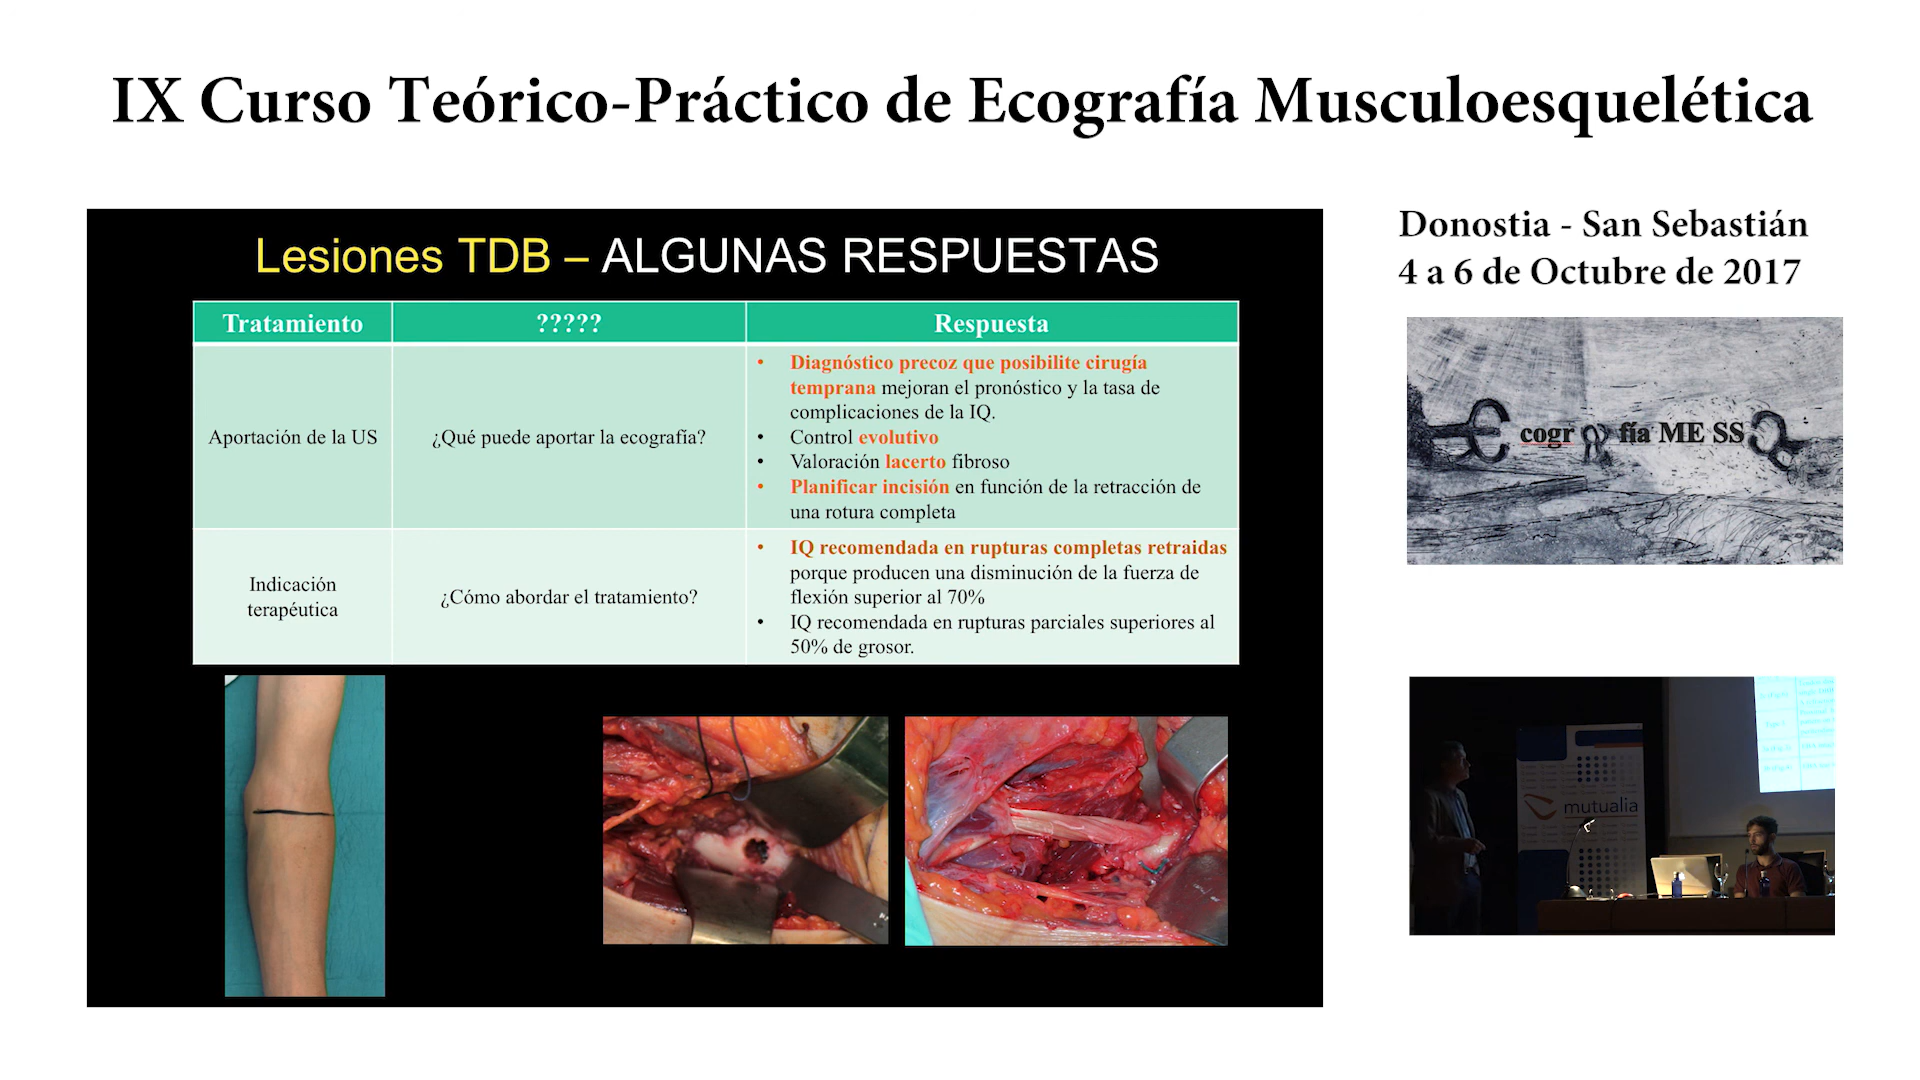 IX Curso Teórico-Práctico de Ecografía Musculoesquelética
Donostia - San Sebastián
4 a 6 de Octubre de 2017
Lesiones TDB – ALGUNAS RESPUESTAS
Tratamiento
?????
Respuesta
Aportación de la US
¿Qué puede aportar la ecografía?
• Diagnóstico precoz que posibilite cirugía
temprana mejoran el pronóstico y la tasa de
complicaciones de la IQ.
• Control evolutivo
• Valoración lacerto fibroso
• Planificar incisión en función de la retracción de
una rotura completa
Indicación
terapéutica
¿Cómo abordar el tratamiento?
• IQ recomendada en rupturas completas retraidas
porque producen una disminución de la fuerza de
flexión superior al 70%
• IQ recomendada en rupturas parciales superiores al
50% de grosor.
cogr fía ME SS
mutualia